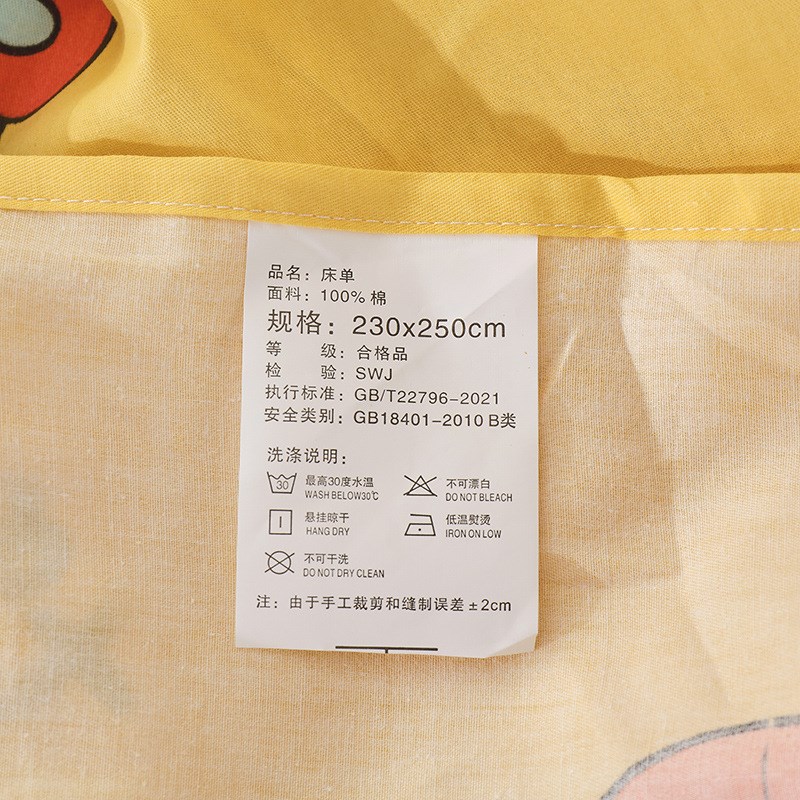 品名：床单
面料：100% 棉
规格：230x250cm
等 级：合格品
检 验：SWJ
执行标准：GB/T22796-2021
安全类别：GB18401-2010 B类
洗涤说明：
30 最高30度水温 不可漂白
WASH BELOW30℃ DO NOT BLEACH
悬挂晾干 低温熨烫
HANG DRY IRON ON LOW
不可干洗
DO NOT DRY CLEAN
注：由于手工裁剪和缝制误差±2cm